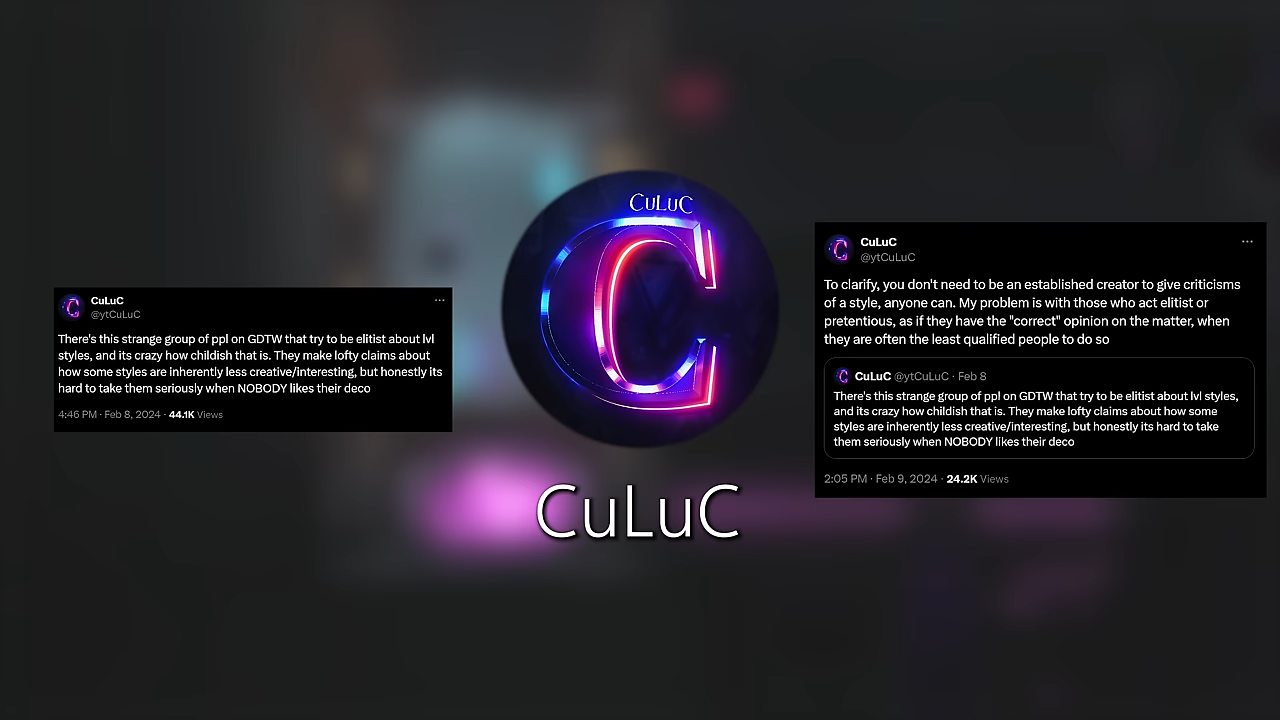 CuLuC
@ytCuLuC
There's this strange group of ppl on GDTW that try to be elitist about lvl
styles, and its crazy how childish that is. They make lofty claims about
how some styles are inherently less creative/interesting, but honestly its
hard to take them seriously when NOBODY likes their deco
4:46 PM · Feb 8, 2024 · 44.1K Views
CuLuC
CuLuC
CuLuC
@ytCuLuC
To clarify, you don't need to be an established creator to give criticisms
of a style, anyone can. My problem is with those who act elitist or
pretentious, as if they have the "correct" opinion on the matter, when
they are often the least qualified people to do so
CuLuC @ytCuLuC · Feb 8
There's this strange group of ppl on GDTW that try to be elitist about lvl styles,
and its crazy how childish that is. They make lofty claims about how some
styles are inherently less creative/interesting, but honestly its hard to take
them seriously when NOBODY likes their deco
2:05 PM · Feb 9, 2024 · 24.2K Views